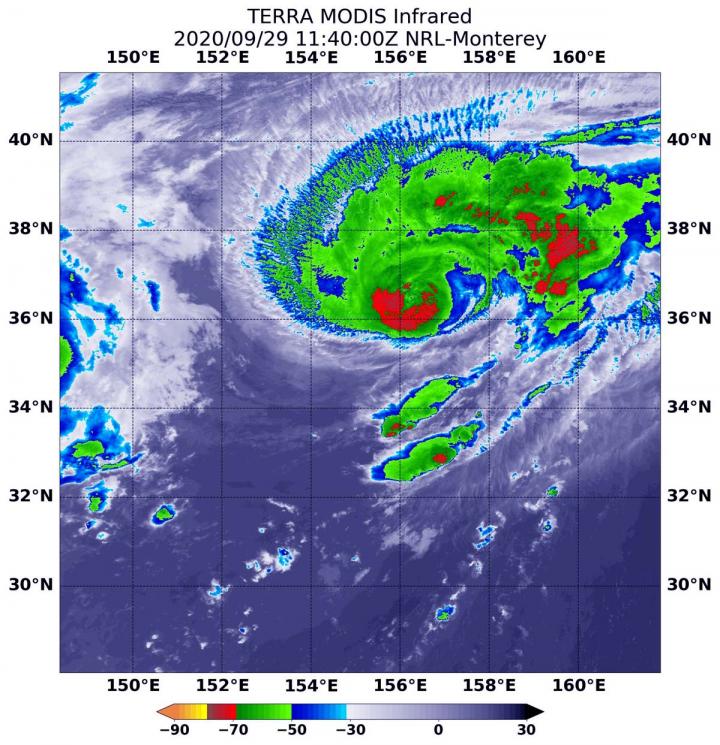 TERRA MODIS Infrared
2020/09/29 11:40:00Z NRL-Monterey
150°E 152°E 154°E 156°E 158°E 160°E
40°N 40°N
38°N 38°N
36°N 36°N
34°N 34°N
32°N 32°N
30°N 30°N
150°E 152°E 154°E 156°E 158°E 160°E
−90 −70 −50 −30 0 30